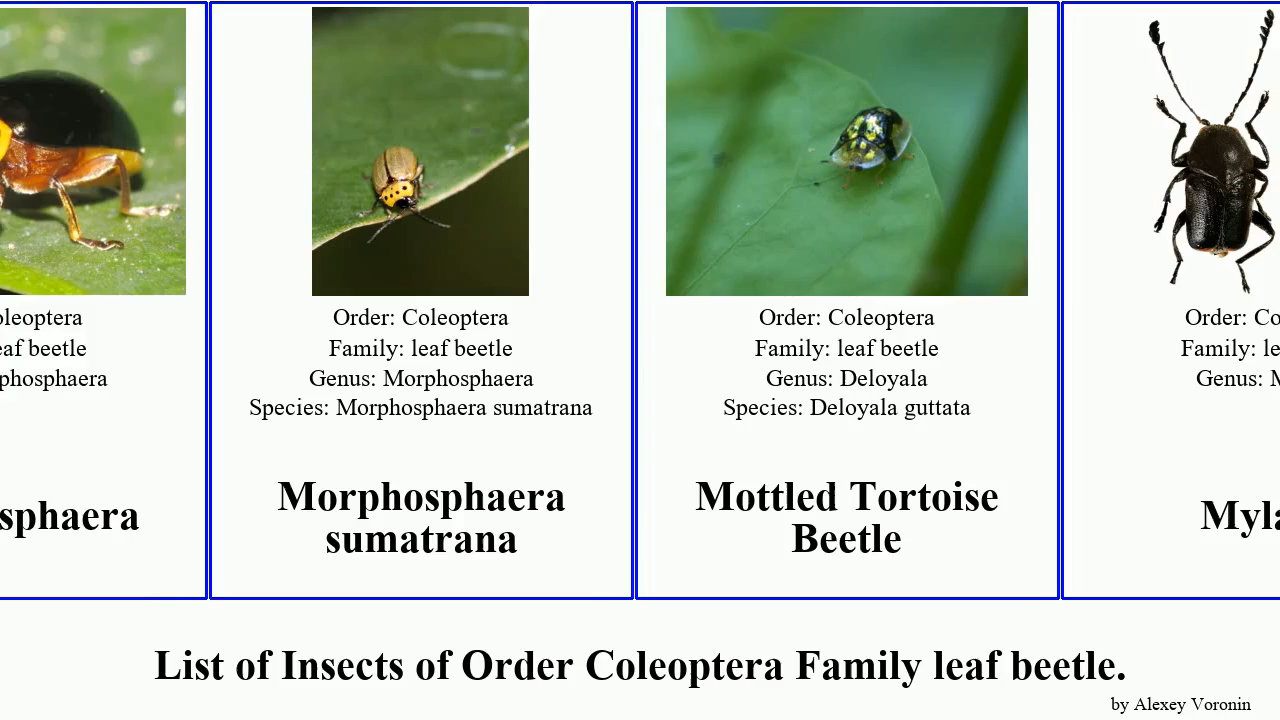 oleoptera
eaf beetle
phosphaera
sphaera
Order: Coleoptera
Family: leaf beetle
Genus: Morphosphaera
Species: Morphosphaera sumatrana
Morphosphaera
sumatrana
Order: Coleoptera
Family: leaf beetle
Genus: Deloyala
Species: Deloyala guttata
Mottled Tortoise
Beetle
Order: Co
Family: le
Genus: M
Myla
List of Insects of Order Coleoptera Family leaf beetle.
by Alexey Voronin